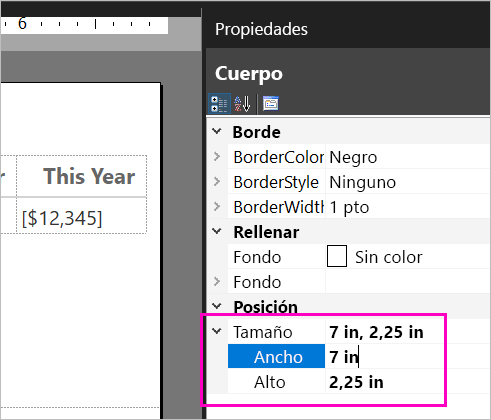 6
Propiedades
Cuerpo
Borde
BorderColor Negro
BorderStyle Ninguno
BorderWidth 1 pto
Rellenar
Fondo Sin color
Fondo
Posición
Tamaño 7 in, 2,25 in
Ancho 7 in
Alto 2,25 in
r This Year
[$12,345]